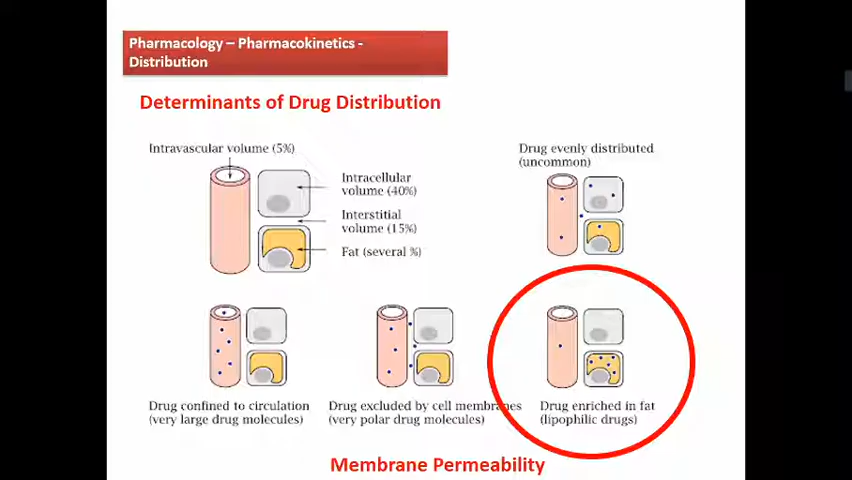 Pharmacology – Pharmacokinetics -
Distribution
Determinants of Drug Distribution
Intravascular volume (5%)
Intracellular
volume (40%)
Interstitial
volume (15%)
Fat (several %)
Drug evenly distributed
(uncommon)
Drug confined to circulation
(very large drug molecules)
Drug excluded by cell membranes
(very polar drug molecules)
Drug enriched in fat
(lipophilic drugs)
Membrane Permeability